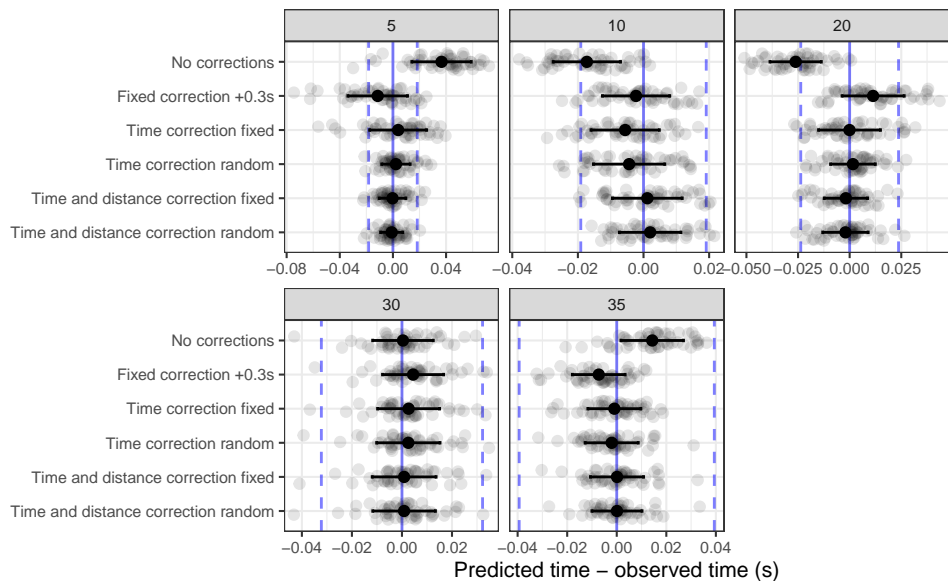 5 10 20
No corrections
Fixed correction +0.3s
Time correction fixed
Time correction random
Time and distance correction fixed
Time and distance correction random
−0.08 −0.04 0.00 0.04 −0.04 −0.02 0.00 0.02 −0.050 −0.025 0.000 0.025
30 35
No corrections
Fixed correction +0.3s
Time correction fixed
Time correction random
Time and distance correction fixed
Time and distance correction random
−0.04 −0.02 0.00 0.02 −0.04 −0.02 0.00 0.02 0.04
Predicted time − observed time (s)